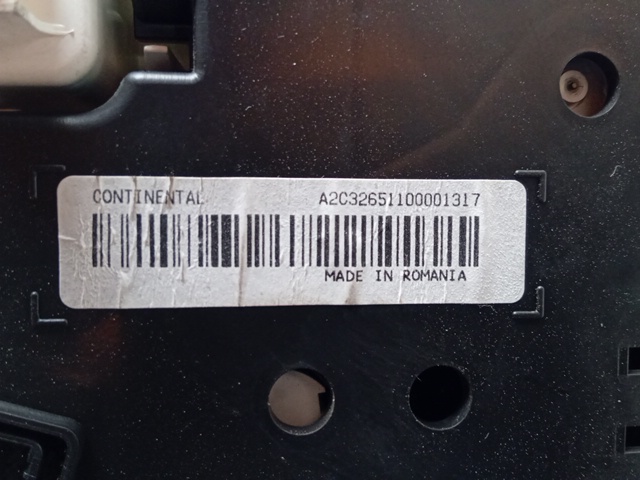 CONTINENTAL A2C32651100001317
MADE IN ROMANIA